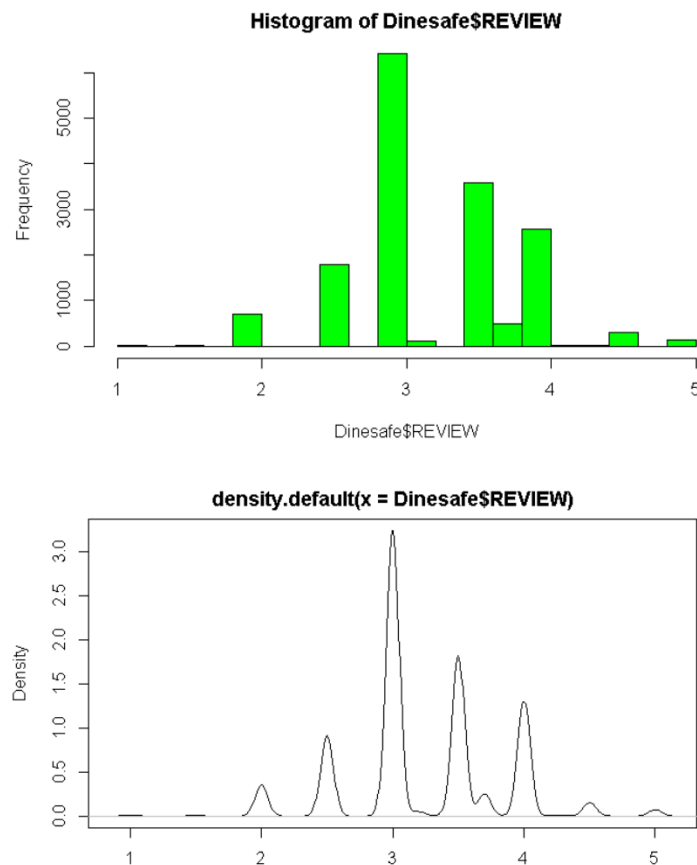 Histogram of Dinesafe$REVIEW
Frequency
5000
3000
1000
0
1 2 3 4 5
Dinesafe$REVIEW
density.default(x = Dinesafe$REVIEW)
Density
3.0
2.5
2.0
1.5
1.0
0.5
0.0
1 2 3 4 5